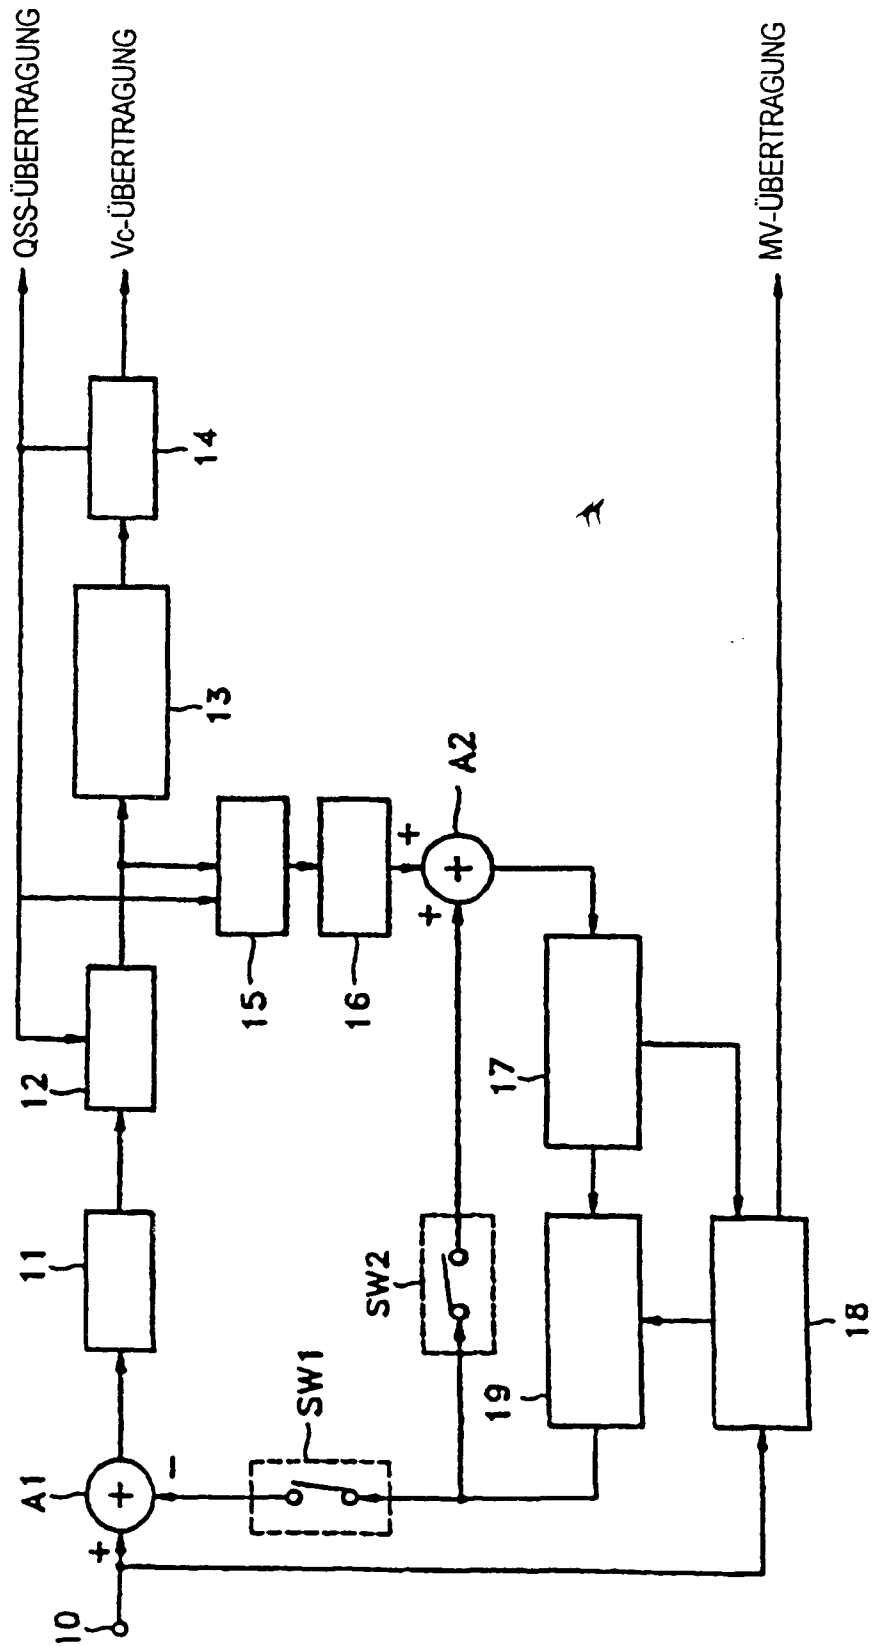 QSS-ÜBERTRAGUNG
Vc-ÜBERTRAGUNG
MV-ÜBERTRAGUNG
10
+
A1
+
−
11
12
13
14
15
16
+
+
A2
+
SW1
SW2
17
19
18